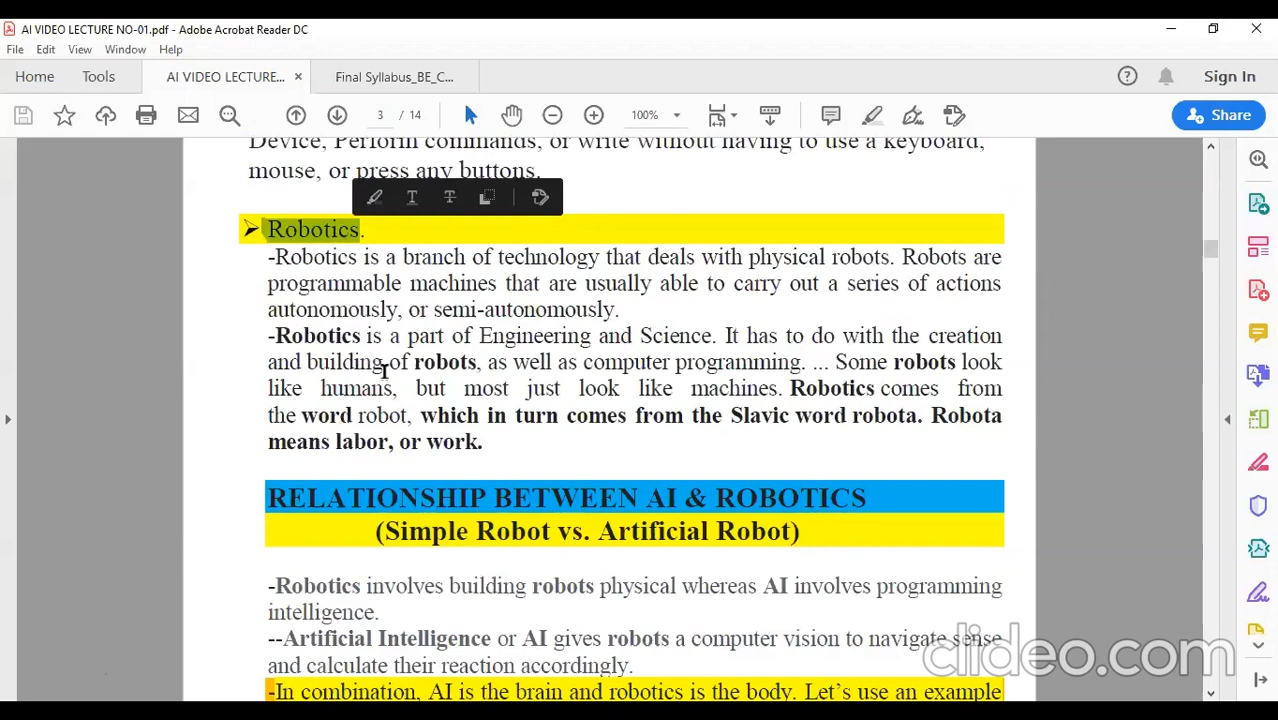 AI VIDEO LECTURE NO-01.pdf - Adobe Acrobat Reader DC
File Edit View Window Help
Home Tools AI VIDEO LECTURE... × Final Syllabus_BE_C... Sign In
3 / 14 100% Share
Device, Perform commands, or write without having to use a keyboard,
mouse, or press any buttons.
➤ Robotics.
-Robotics is a branch of technology that deals with physical robots. Robots are
programmable machines that are usually able to carry out a series of actions
autonomously, or semi-autonomously.
-Robotics is a part of Engineering and Science. It has to do with the creation
and building of robots, as well as computer programming. ... Some robots look
like humans, but most just look like machines. Robotics comes from
the word robot, which in turn comes from the Slavic word robota. Robota
means labor, or work.
RELATIONSHIP BETWEEN AI & ROBOTICS
(Simple Robot vs. Artificial Robot)
-Robotics involves building robots physical whereas AI involves programming
intelligence.
--Artificial Intelligence or AI gives robots a computer vision to navigate sense
and calculate their reaction accordingly.
-In combination, AI is the brain and robotics is the body. Let's use an example
clideo.com